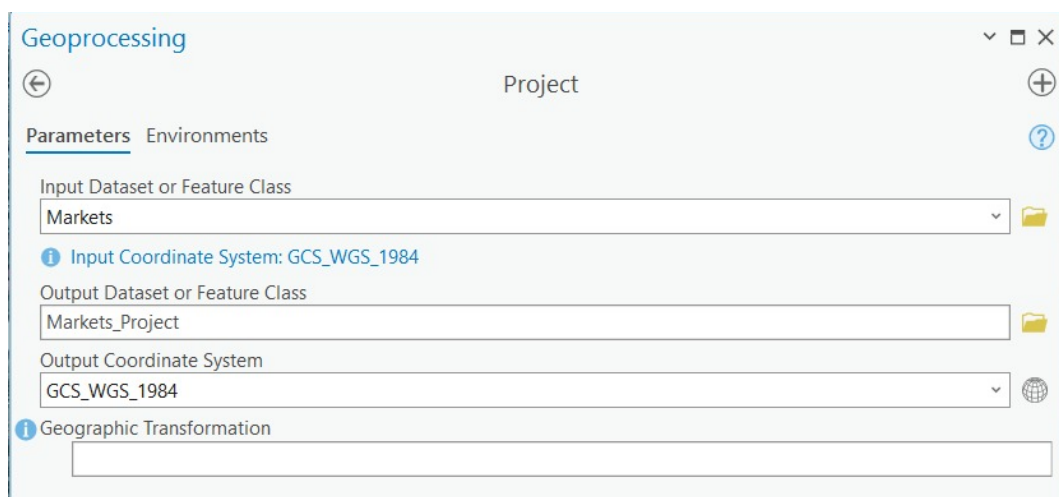 Geoprocessing
Project
Parameters Environments
Input Dataset or Feature Class
Markets
Input Coordinate System: GCS_WGS_1984
Output Dataset or Feature Class
Markets_Project
Output Coordinate System
GCS_WGS_1984
Geographic Transformation